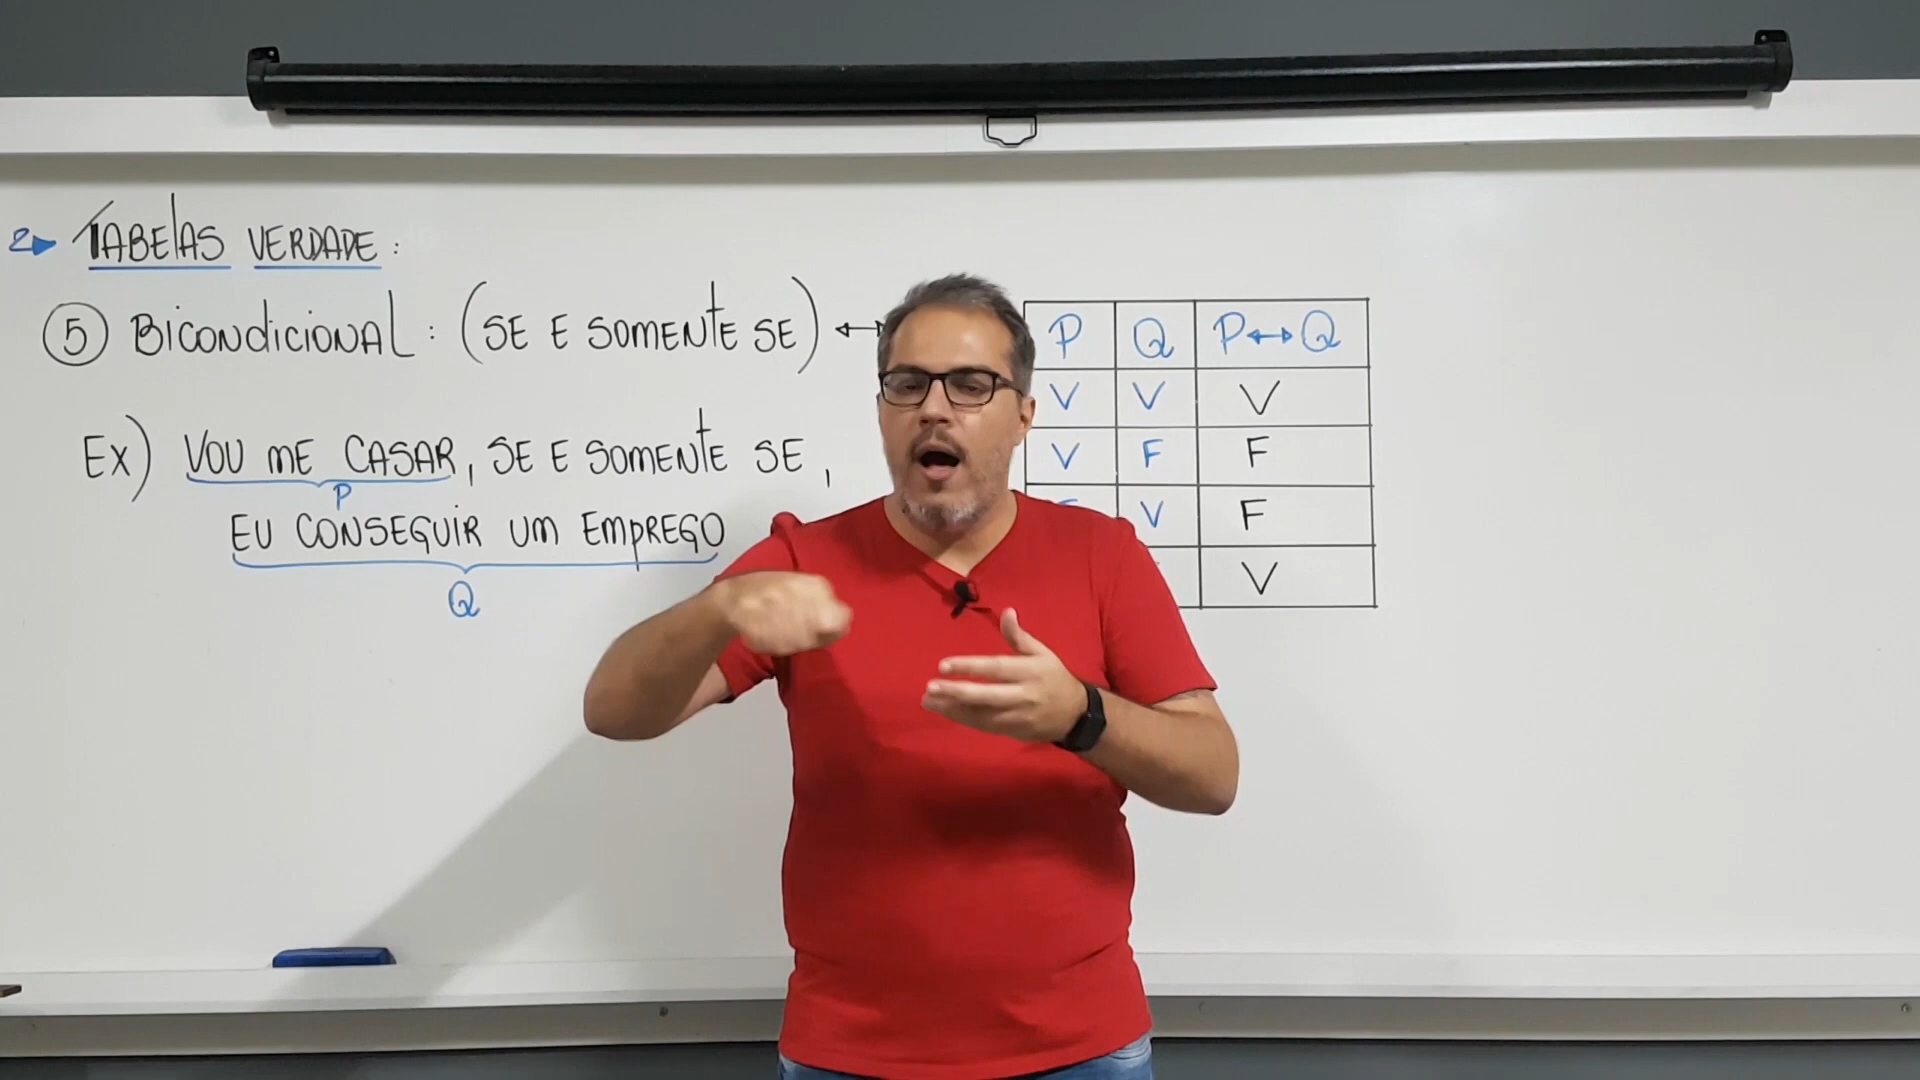 2 TABELAS VERDADE:
5 BICONDICIONAL: (SE E SOMENTE SE) ↔
EX) VOU ME CASAR, SE E SOMENTE SE,
P
EU CONSEGUIR UM EMPREGO
Q
P Q P↔Q
V V V
V F F
V F
V